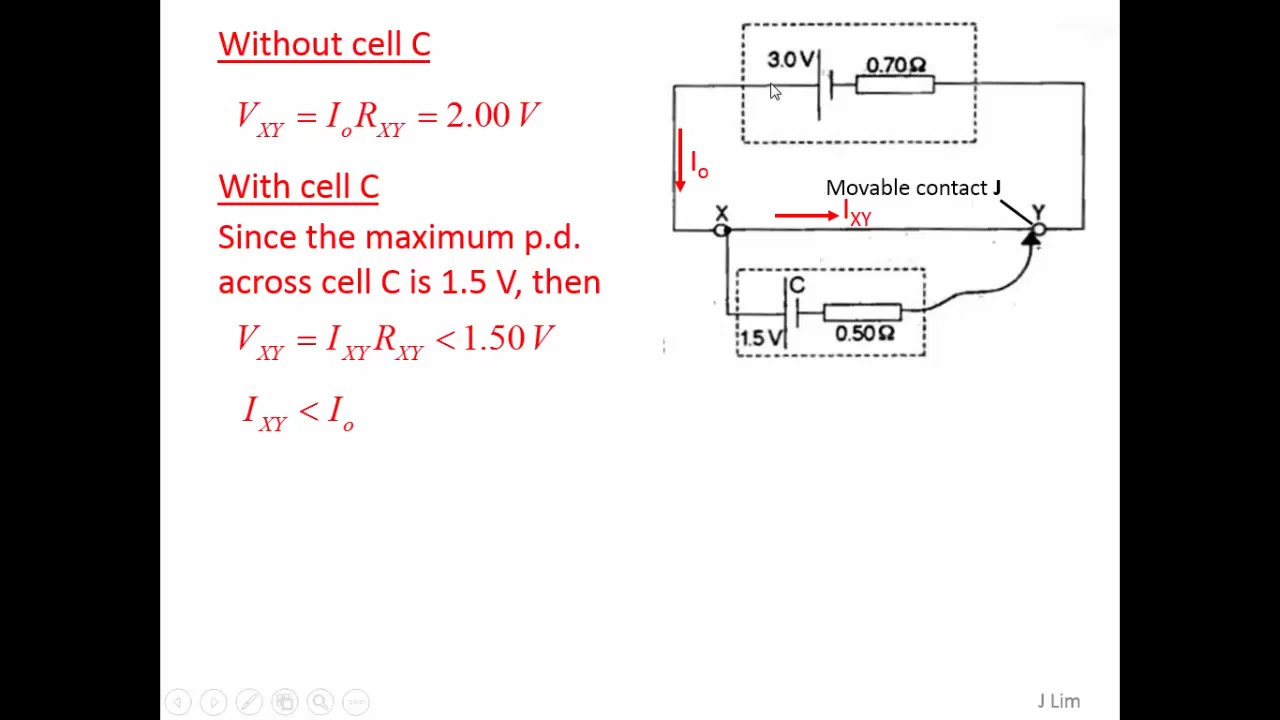 Without cell C
V_XY = I_o R_XY = 2.00 V
With cell C
Since the maximum p.d.
across cell C is 1.5 V, then
V_XY = I_XY R_XY < 1.50 V
I_XY < I_o
3.0 V
0.70Ω
I_o
Movable contact J
X
I_XY
Y
C
1.5 V
0.50Ω
J Lim